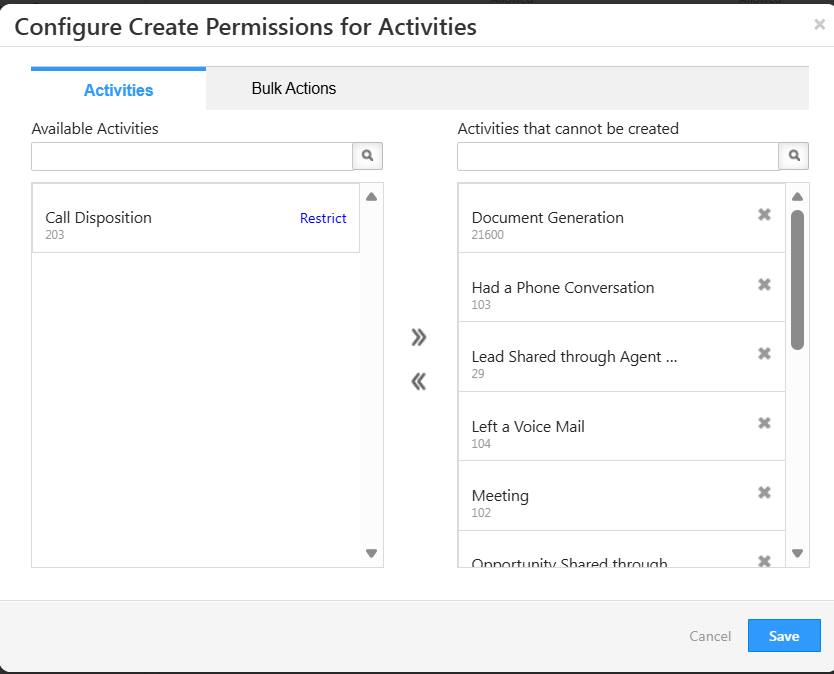 Configure Create Permissions for Activities
Activities
Bulk Actions
Available Activities
Call Disposition
Restrict
203
Activities that cannot be created
Document Generation
21600
Had a Phone Conversation
103
Lead Shared through Agent ...
29
Left a Voice Mail
104
Meeting
102
Opportunity Shared through
Cancel
Save